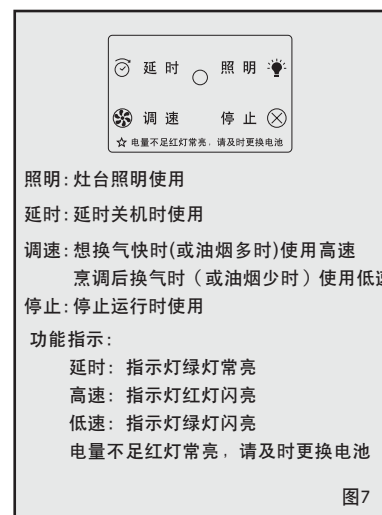 延时 照明
调速 停止
☆ 电量不足红灯常亮，请及时更换电池
照明：灶台照明使用
延时：延时关机时使用
调速：想换气快时(或油烟多时)使用高速
烹调后换气时（或油烟少时）使用低速
停止：停止运行时使用
功能指示：
延时：指示灯绿灯常亮
高速：指示灯红灯闪亮
低速：指示灯绿灯闪亮
电量不足红灯常亮，请及时更换电池
图7